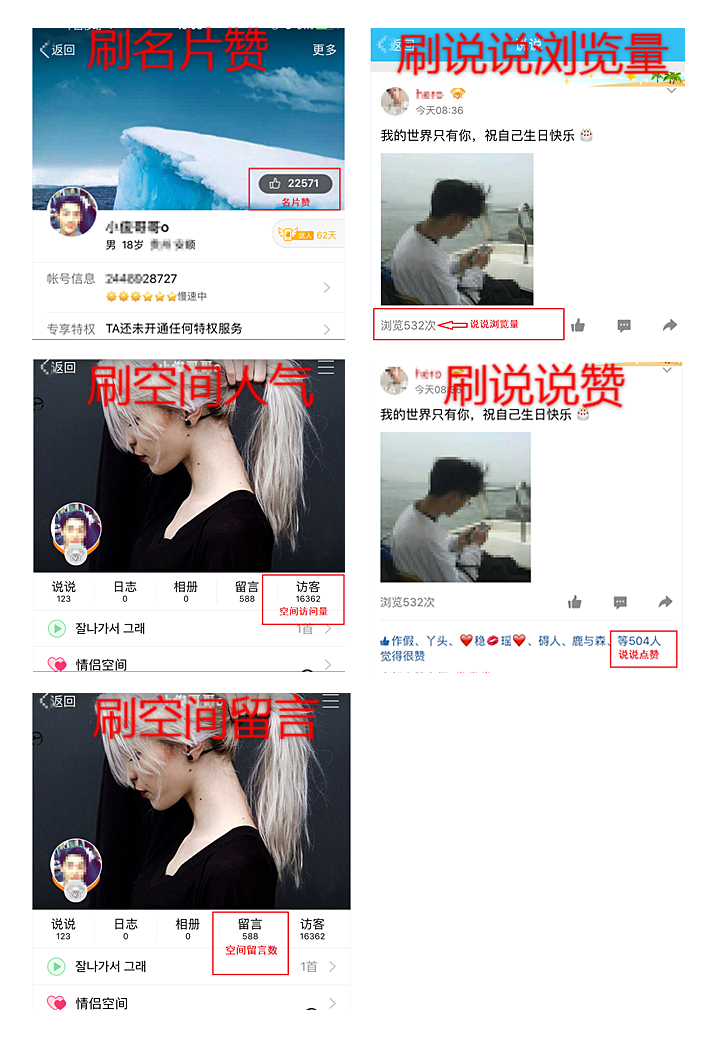 返回
刷名片赞
更多
22571
名片赞
男 18岁
62天
帐号信息
28727
慢速中
专享特权
TA还未开通任何特权服务
返回
刷说说浏览量
hero
今天08:36
我的世界只有你，祝自己生日快乐
浏览532次
说说浏览量
返回
刷空间人气
说说
日志
相册
留言
访客
123
0
0
588
16362
空间访问量
잘나가서 그래
1首
情侣空间
hero
今天08:36
刷说说赞
我的世界只有你，祝自己生日快乐
浏览532次
作假、丫头、❤稳💋瑶❤、碍人、鹿与森、等504人
觉得很赞
说说点赞
返回
刷空间留言
说说
日志
相册
留言
访客
123
0
0
588
16362
空间留言数
잘나가서 그래
1首
情侣空间